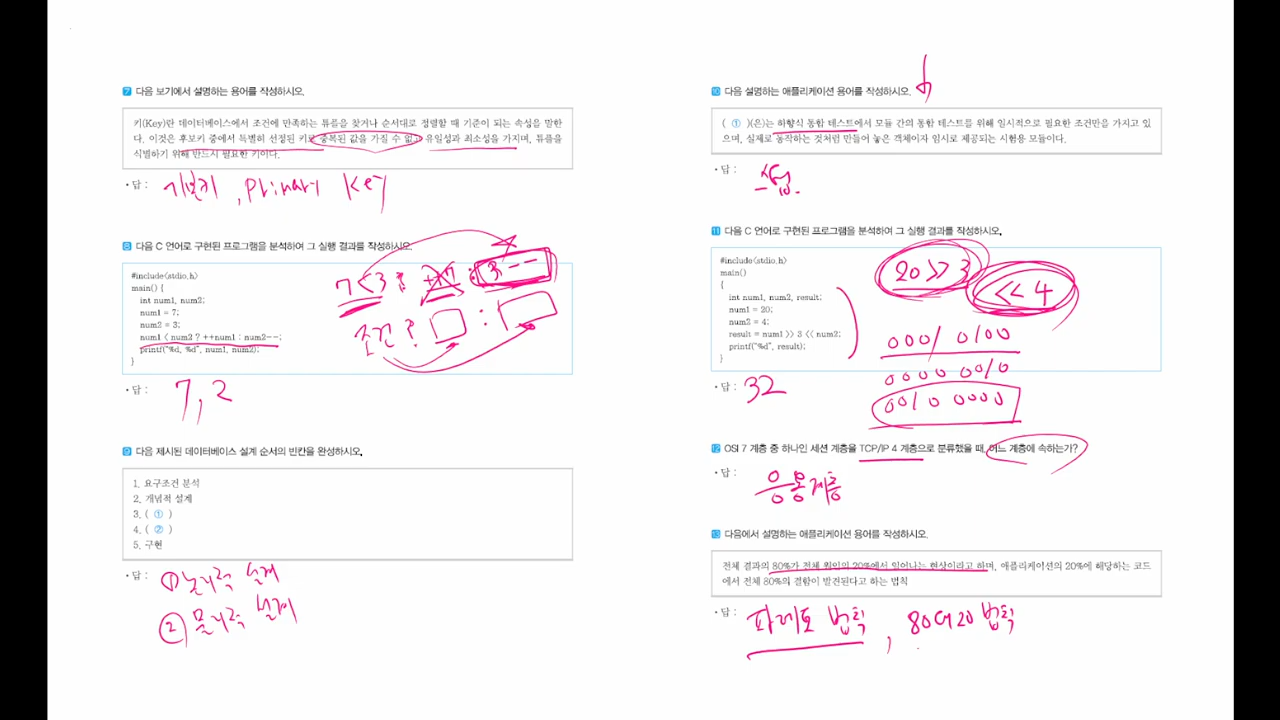 7 다음 보기에서 설명하는 용어를 작성하시오.
키(Key)란 데이터베이스에서 조건에 만족하는 튜플을 찾거나 순서대로 정렬할 때 기준이 되는 속성을 말한
다. 이것은 후보키 중에서 특별히 선정된 키로 중복된 값을 가질 수 없고 유일성과 최소성을 가지며, 튜플을
식별하기 위해 반드시 필요한 키이다.
• 답 : 기본키, Primary Key
8 다음 C 언어로 구현된 프로그램을 분석하여 그 실행 결과를 작성하시오.
#include<stdio.h>
main() {
int num1, num2;
num1 = 7;
num2 = 3;
num1 < num2 ? ++num1 : num2--;
printf("%d, %d", num1, num2);
}
7<3 ? ++7 : 3--
조건 ? :
• 답 : 7, 2
9 다음 제시된 데이터베이스 설계 순서의 빈칸을 완성하시오.
1. 요구조건 분석
2. 개념적 설계
3. ( ① )
4. ( ② )
5. 구현
• 답 : ① 논리적 설계
② 물리적 설계
10 다음 설명하는 애플리케이션 용어를 작성하시오.
( ① )(은)는 하향식 통합 테스트에서 모듈 간의 통합 테스트를 위해 일시적으로 필요한 조건만을 가지고 있
으며, 실제로 동작하는 것처럼 만들어 놓은 객체이자 임시로 제공되는 시험용 모듈이다.
• 답 : 스텁.
11 다음 C 언어로 구현된 프로그램을 분석하여 그 실행 결과를 작성하시오.
#include<stdio.h>
main()
{
int num1, num2, result;
num1 = 20;
num2 = 4;
result = num1 >> 3 << num2;
printf("%d", result);
}
20 >> 3
<< 4
0001 0100
0000 0010
0010 0000
• 답 : 32
12 OSI 7 계층 중 하나인 세션 계층을 TCP/IP 4 계층으로 분류했을 때, 어느 계층에 속하는가?
• 답 : 응용계층
13 다음에서 설명하는 애플리케이션 용어를 작성하시오.
전체 결과의 80%가 전체 원인의 20%에서 일어나는 현상이라고 하며, 애플리케이션의 20%에 해당하는 코드
에서 전체 80%의 결함이 발견된다고 하는 법칙
• 답 : 파레토 법칙, 80대20 법칙